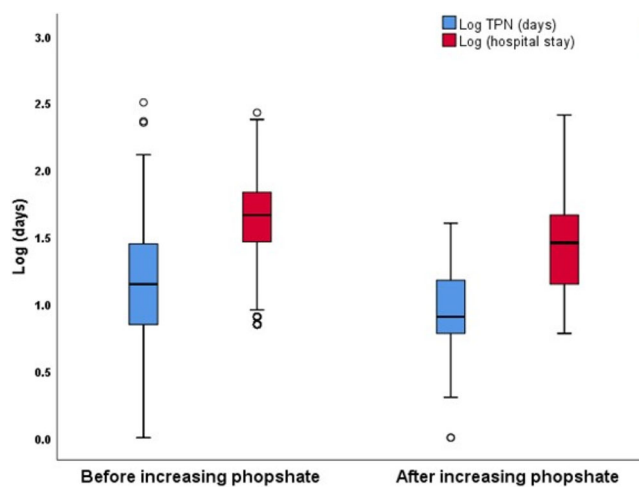 Log TPN (days)
Log (hospital stay)
3.0
2.5
2.0
1.5
1.0
0.5
0.0
Log (days)
Before increasing phopshate
After increasing phopshate